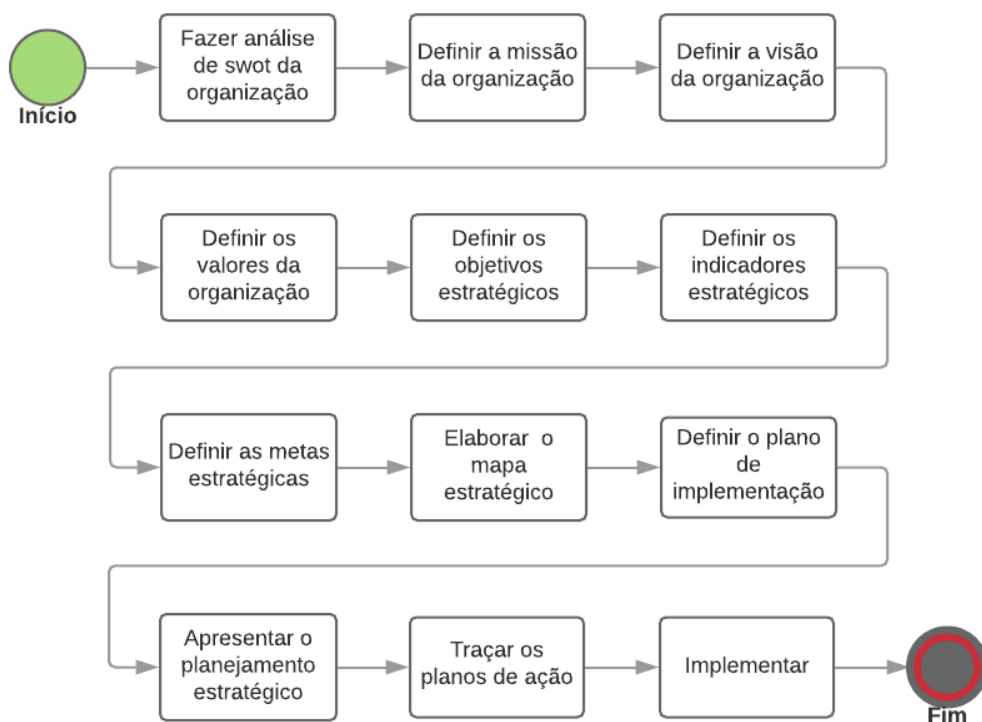 Início
Fazer análise
de swot da
organização
Definir a missão
da organização
Definir a visão
da organização
Definir os
valores da
organização
Definir os
objetivos
estratégicos
Definir os
indicadores
estratégicos
Definir as metas
estratégicas
Elaborar o
mapa
estratégico
Definir o plano
de
implementação
Apresentar o
planejamento
estratégico
Traçar os
planos de ação
Implementar
Fim